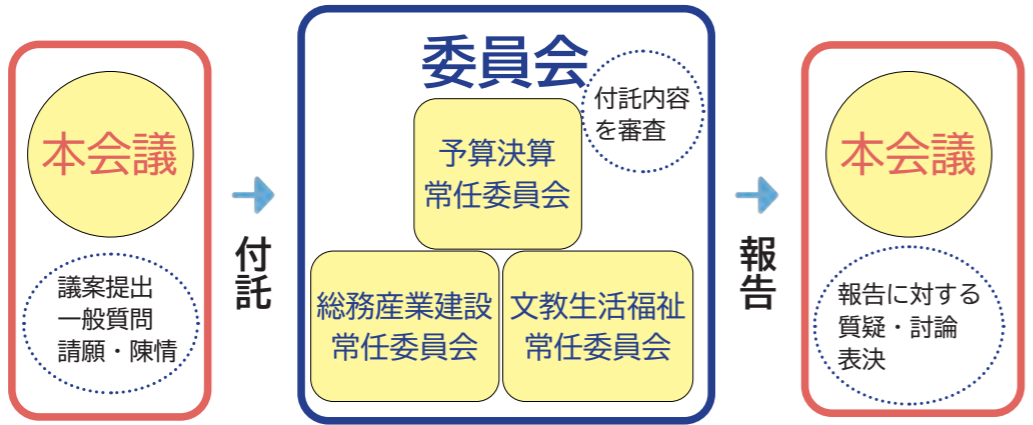 本会議
議案提出
一般質問
請願・陳情
付託
委員会
付託内容
を審査
予算決算
常任委員会
総務産業建設
常任委員会
文教生活福祉
常任委員会
報告
本会議
報告に対する
質疑・討論
表決